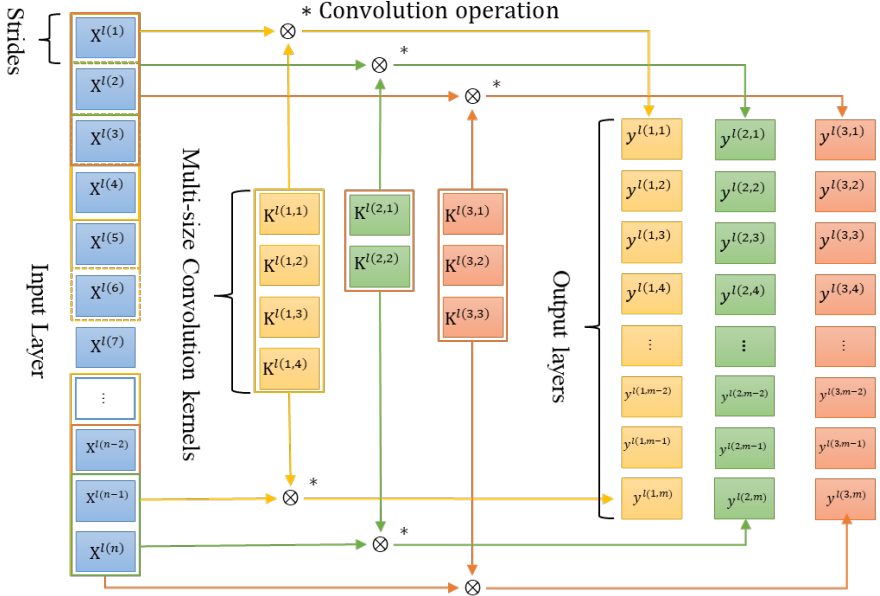 * Convolution operation
Strides
Input Layer
X^l(1)
X^l(2)
X^l(3)
X^l(4)
X^l(5)
X^l(6)
X^l(7)
⋮
X^l(n−2)
X^l(n−1)
X^l(n)
⊗ *
⊗ *
⊗ *
Multi-size Convolution kernels
K^l(1,1)
K^l(1,2)
K^l(1,3)
K^l(1,4)
K^l(2,1)
K^l(2,2)
K^l(3,1)
K^l(3,2)
K^l(3,3)
⊗ *
⊗ *
⊗
Output layers
y^l(1,1) y^l(2,1) y^l(3,1)
y^l(1,2) y^l(2,2) y^l(3,2)
y^l(1,3) y^l(2,3) y^l(3,3)
y^l(1,4) y^l(2,4) y^l(3,4)
⋮ ⋮ ⋮
y^l(1,m−2) y^l(2,m−2) y^l(3,m−2)
y^l(1,m−1) y^l(2,m−1) y^l(3,m−1)
y^l(1,m) y^l(2,m) y^l(3,m)